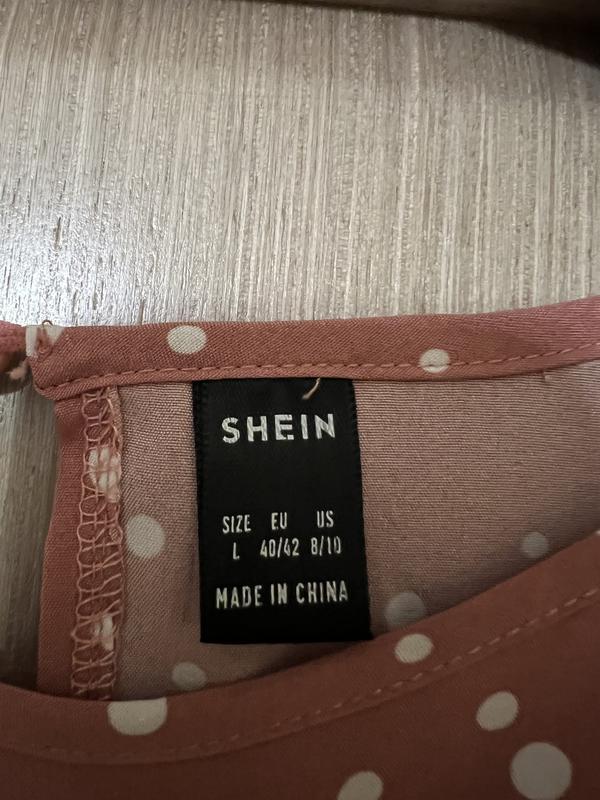 SHEIN
SIZE EU US
L 40/42 8/10
MADE IN CHINA